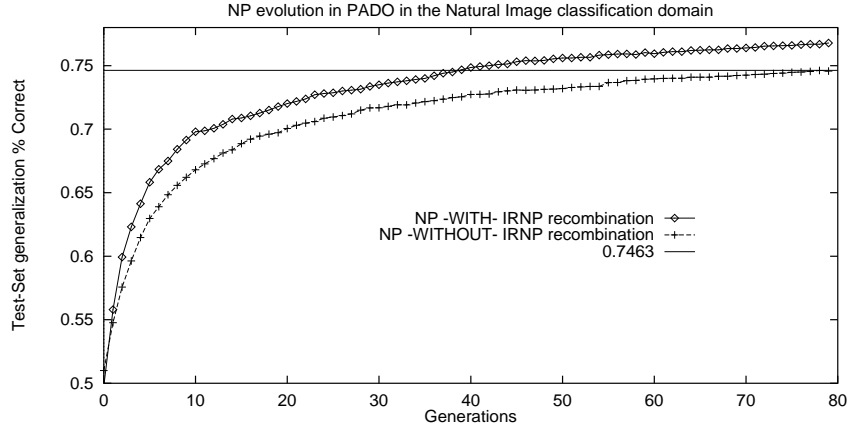 NP evolution in PADO in the Natural Image classification domain
Test-Set generalization % Correct
0.75
0.7
0.65
0.6
0.55
0.5
NP -WITH- IRNP recombination
NP -WITHOUT- IRNP recombination
0.7463
0 10 20 30 40 50 60 70 80
Generations